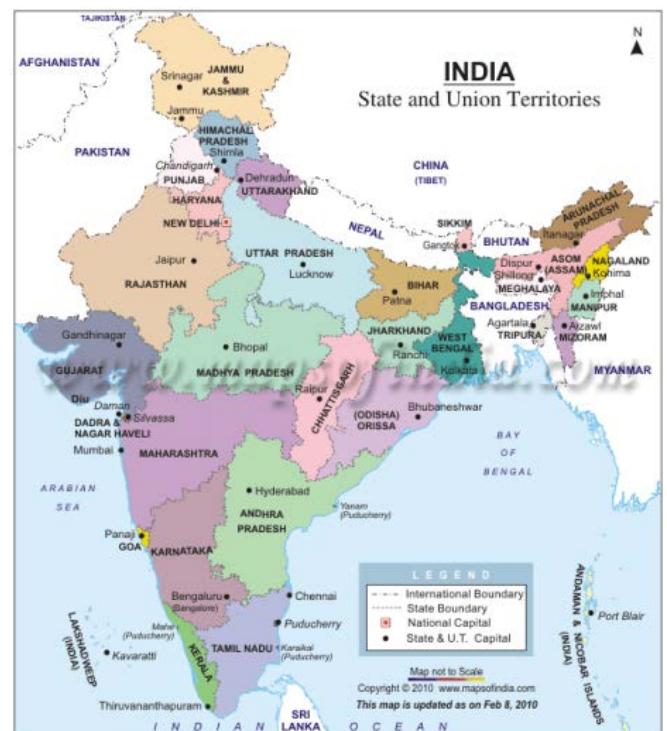 TAJIKISTAN
AFGHANISTAN
N
INDIA
State and Union Territories
JAMMU
&
KASHMIR
Srinagar
Jammu
HIMACHAL
PRADESH
Shimla
PAKISTAN
Chandigarh
PUNJAB
Dehradun
UTTARAKHAND
HARYANA
NEW DELHI
CHINA
(TIBET)
NEPAL
SIKKIM
Gangtok
BHUTAN
ARUNACHAL
PRADESH
Itanagar
Jaipur
RAJASTHAN
UTTAR PRADESH
Lucknow
BIHAR
Patna
Dispur
ASOM
(ASSAM)
Shillong
MEGHALAYA
NAGALAND
Kohima
Imphal
MANIPUR
BANGLADESH
Agartala
TRIPURA
Aizawl
MIZORAM
MYANMAR
Gandhinagar
GUJARAT
Bhopal
MADHYA PRADESH
JHARKHAND
Ranchi
WEST
BENGAL
Kolkata
www.mapsofindia.com
Diu
Daman
Silvassa
DADRA &
NAGAR HAVELI
Raipur
CHHATTISGARH
(ODISHA)
ORISSA
Bhubaneshwar
Mumbai
MAHARASHTRA
ARABIAN
SEA
BAY
OF
BENGAL
Hyderabad
ANDHRA
PRADESH
Yanam
(Puducherry)
Panaji
GOA
KARNATAKA
Bengaluru
(Bangalore)
Chennai
LEGEND
International Boundary
State Boundary
National Capital
State & U.T. Capital
LAKSHADWEEP
(INDIA)
Kavaratti
Mahe
(Puducherry)
KERALA
TAMIL NADU
Puducherry
Karaikal
(Puducherry)
Thiruvananthapuram
ANDAMAN & NICOBAR ISLANDS
(INDIA)
Port Blair
Map not to Scale
Copyright © 2010 www.mapsofindia.com
This map is updated as on Feb 8, 2010
SRI
LANKA
INDIAN OCEAN